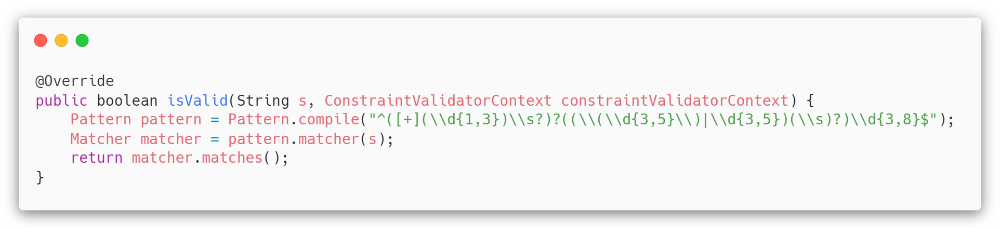 @Override
public boolean isValid(String s, ConstraintValidatorContext constraintValidatorContext) {
    Pattern pattern = Pattern.compile("^([+](\\d{1,3})\\s?)?((\\(\\d{3,5}\\)|\\d{3,5})(\\s)?)\\d{3,8}$");
    Matcher matcher = pattern.matcher(s);
    return matcher.matches();
}